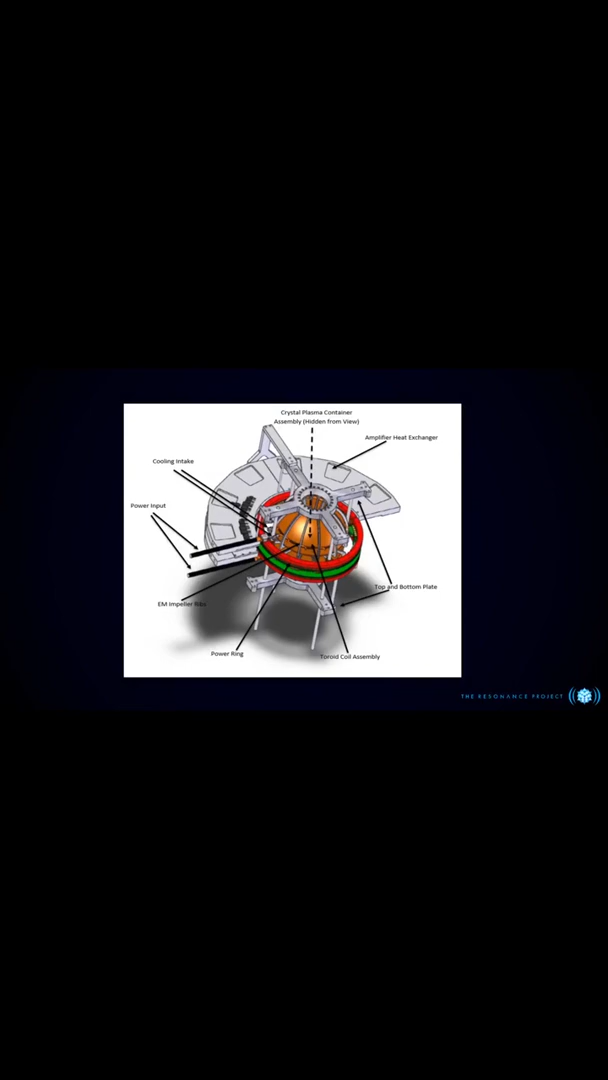 Crystal Plasma Container
Assembly (Hidden from View)
Amplifier Heat Exchanger
Cooling Intake
Power Input
Top and Bottom Plate
EM Impeller Ribs
Power Ring
Toroid Coil Assembly
THE RESONANCE PROJECT